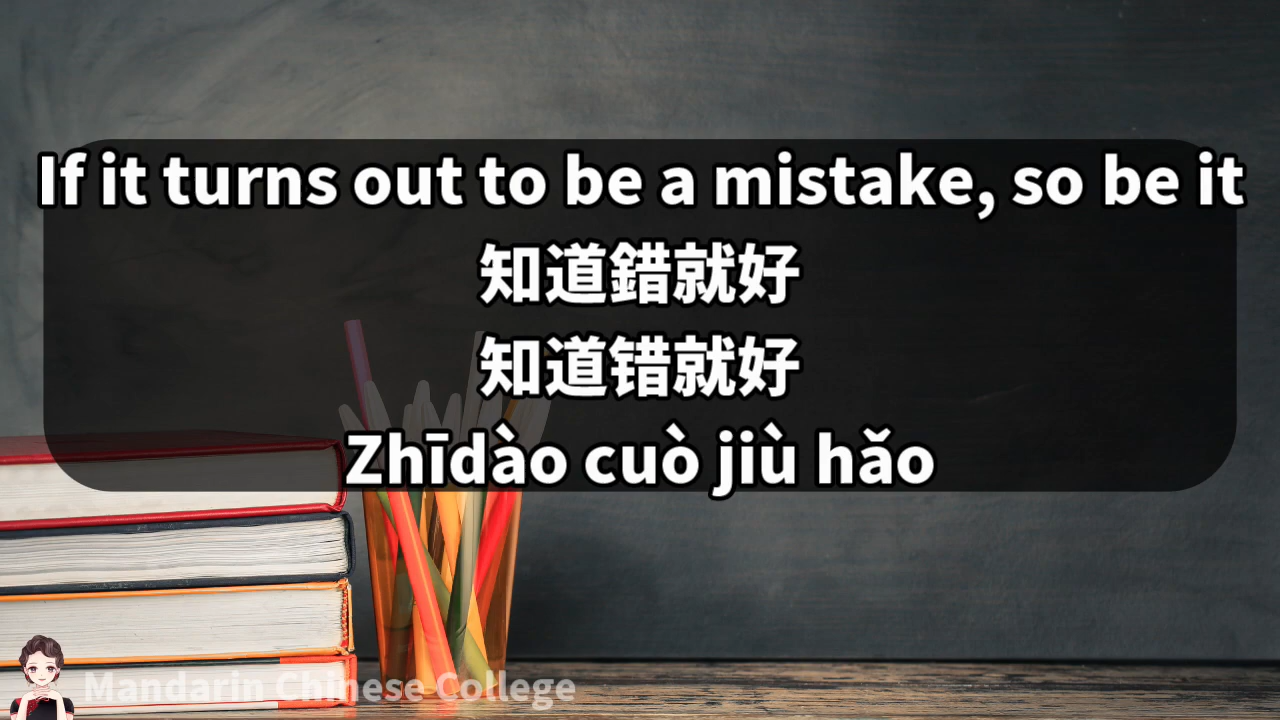 If it turns out to be a mistake, so be it
知道錯就好
知道错就好
Zhīdào cuò jiù hǎo
Mandarin Chinese College